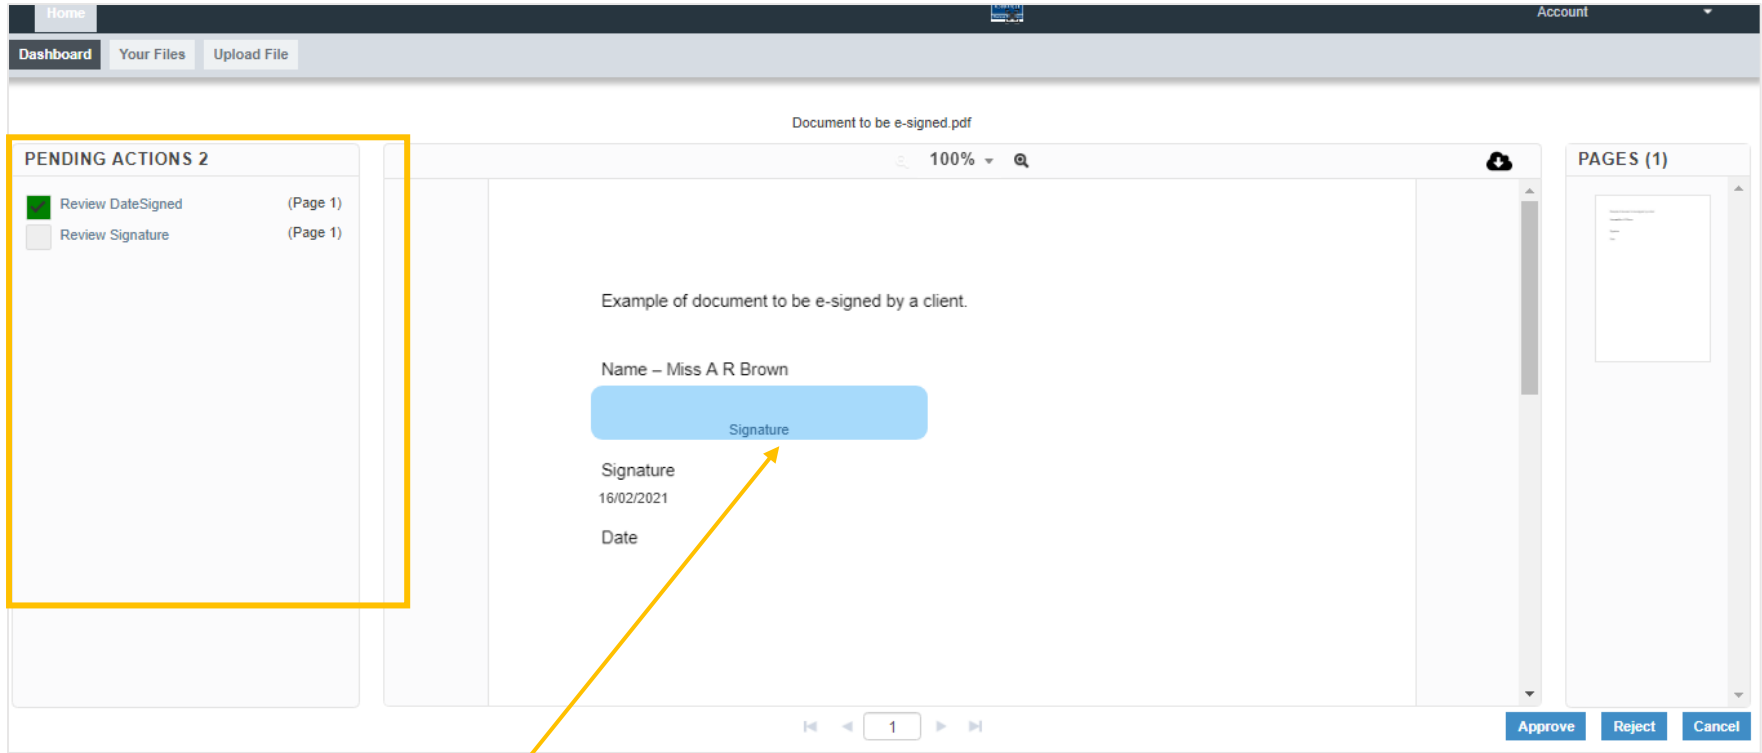 Home
Account
Dashboard Your Files Upload File
Document to be e-signed.pdf
PENDING ACTIONS 2
Review DateSigned (Page 1)
Review Signature (Page 1)
100%
Example of document to be e-signed by a client.
Name – Miss A R Brown
Signature
Signature
16/02/2021
Date
PAGES (1)
1
Approve Reject Cancel